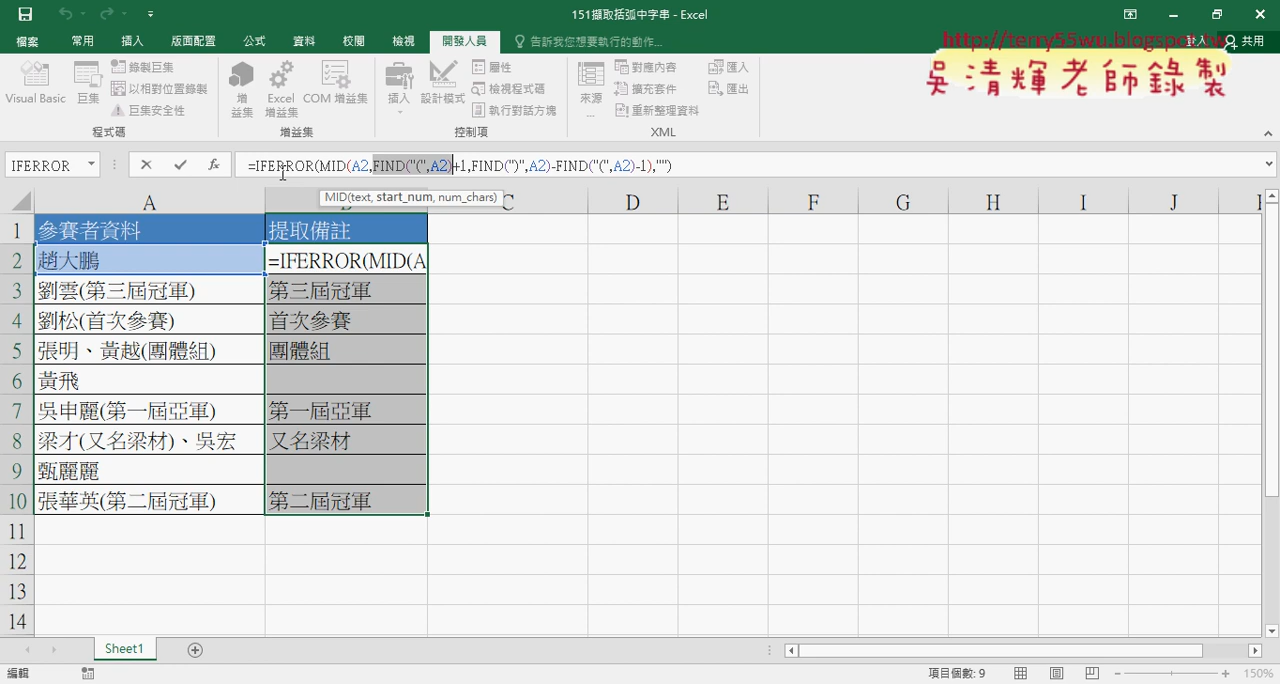 151擷取括弧中字串 - Excel
檔案 常用 插入 版面配置 公式 資料 校閱 檢視 開發人員 告訴我您想要執行的動作... 登入 共用
http://terry55wu.blogspot.tw
吳清輝老師錄製
Visual Basic 巨集 錄製巨集 以相對位置錄製 巨集安全性
增益集 Excel 增益集 COM 增益集
插入 設計模式 屬性 檢視程式碼 執行對話方塊
來源 ... 對應內容 擴充套件 重新整理資料 匯入 匯出
程式碼 增益集 控制項 XML
IFERROR =IFERROR(MID(A2,FIND("(",A2)+1,FIND(")",A2)-FIND("(",A2)-1),"")
MID(text, start_num, num_chars)
A C D E F G H I J
1 參賽者資料 提取備註
2 趙大鵬 =IFERROR(MID(A
3 劉雲(第三屆冠軍) 第三屆冠軍
4 劉松(首次參賽) 首次參賽
5 張明、黃越(團體組) 團體組
6 黃飛
7 吳申麗(第一屆亞軍) 第一屆亞軍
8 梁才(又名梁材)、吳宏 又名梁材
9 甄麗麗
10 張華英(第二屆冠軍) 第二屆冠軍
11
12
13
14
Sheet1
編輯 項目個數: 9 150%